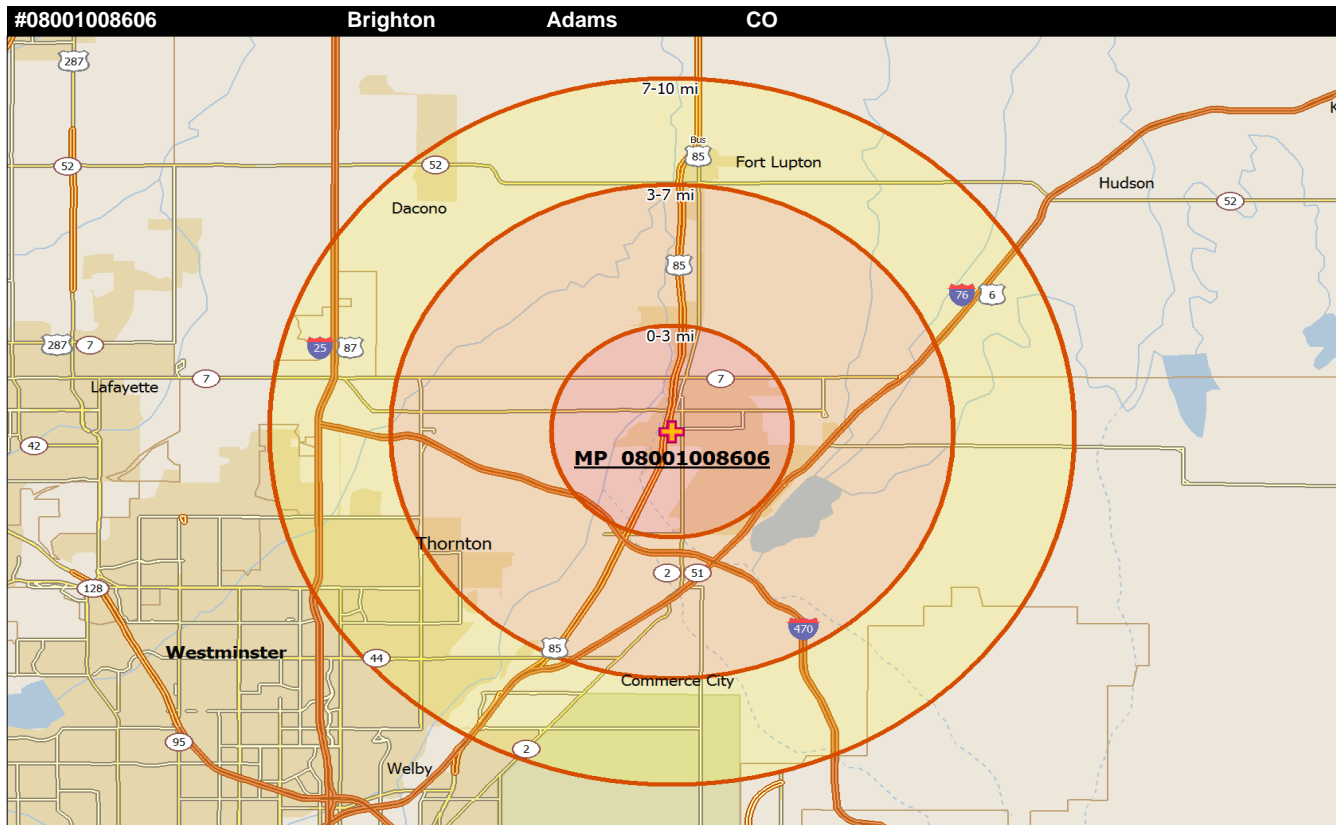 #08001008606 Brighton Adams CO
287
7-10 mi
K
Bus
85
52
52
Fort Lupton
Hudson
3-7 mi
52
Dacono
85
76
6
0-3 mi
287
7
25
87
7
7
Lafayette
42
MP 08001008606
Thornton
2
51
128
470
Westminster
44
85
Commerce City
95
2
Welby